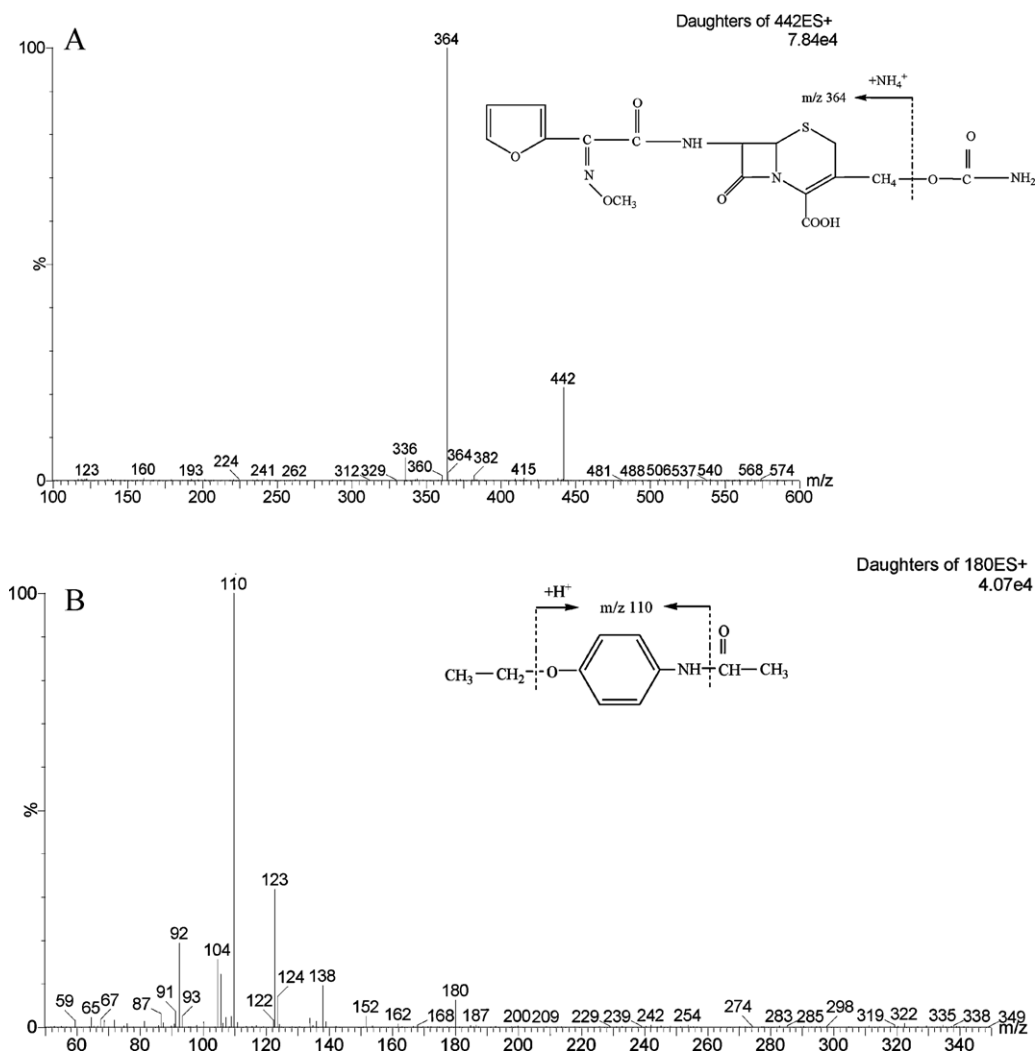 A
Daughters of 442ES+
7.84e4
100
364
+NH₄⁺
m/z 364
O
S
O
C
C
NH
N
OCH₃
O
N
CH₄
O
C
NH₂
O
COOH
%
442
336
364
382
360
123
160
193
224
241
262
312
329
415
481
488
506
537
540
568
574
0
100
150
200
250
300
350
400
450
500
550
600
m/z
B
Daughters of 180ES+
4.07e4
100
110
+H⁺
m/z 110
O
CH₃
CH₂
O
NH
CH
CH₃
%
123
92
104
138
124
180
59
65
67
87
91
93
122
152
162
168
187
200
209
229
239
242
254
274
283
285
298
319
322
335
338
349
0
60
80
100
120
140
160
180
200
220
240
260
280
300
320
340
m/z